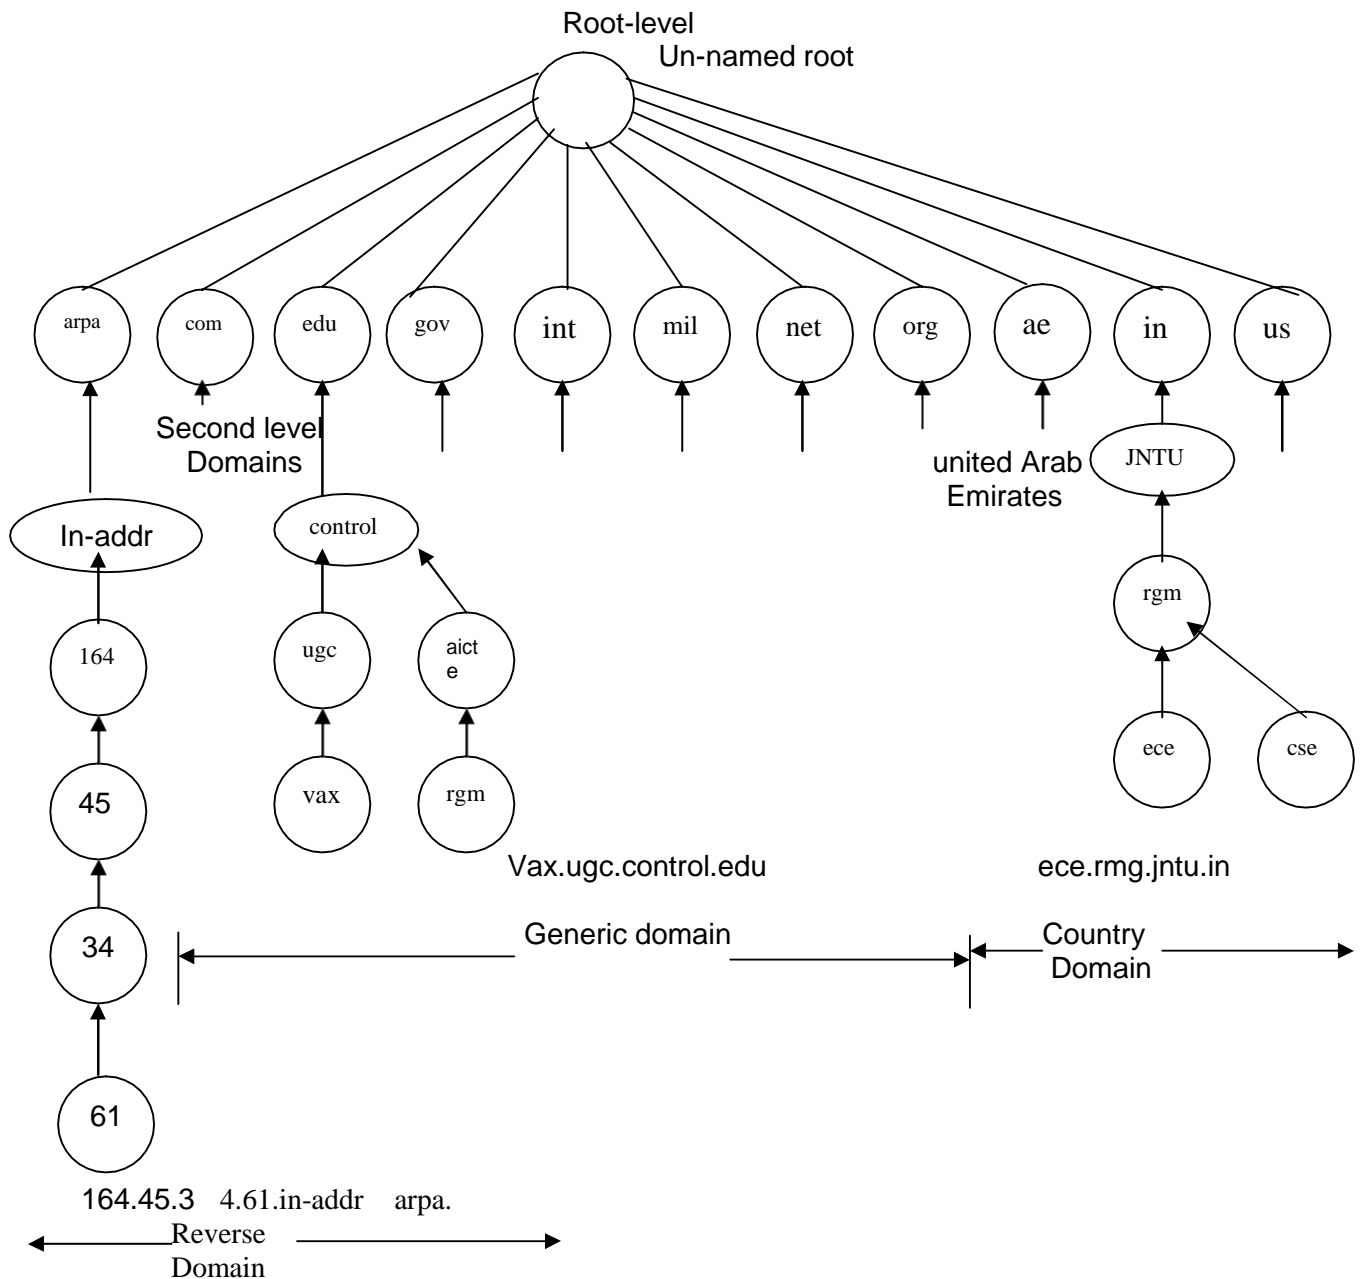 Root-level
Un-named root
arpa
com
edu
gov
int
mil
net
org
ae
in
us
Second level
Domains
united Arab
Emirates
JNTU
In-addr
control
rgm
164
ugc
aict
e
ece
cse
45
vax
rgm
Vax.ugc.control.edu
ece.rmg.jntu.in
34
Generic domain
Country
Domain
61
164.45.3 4.61.in-addr arpa.
Reverse
Domain